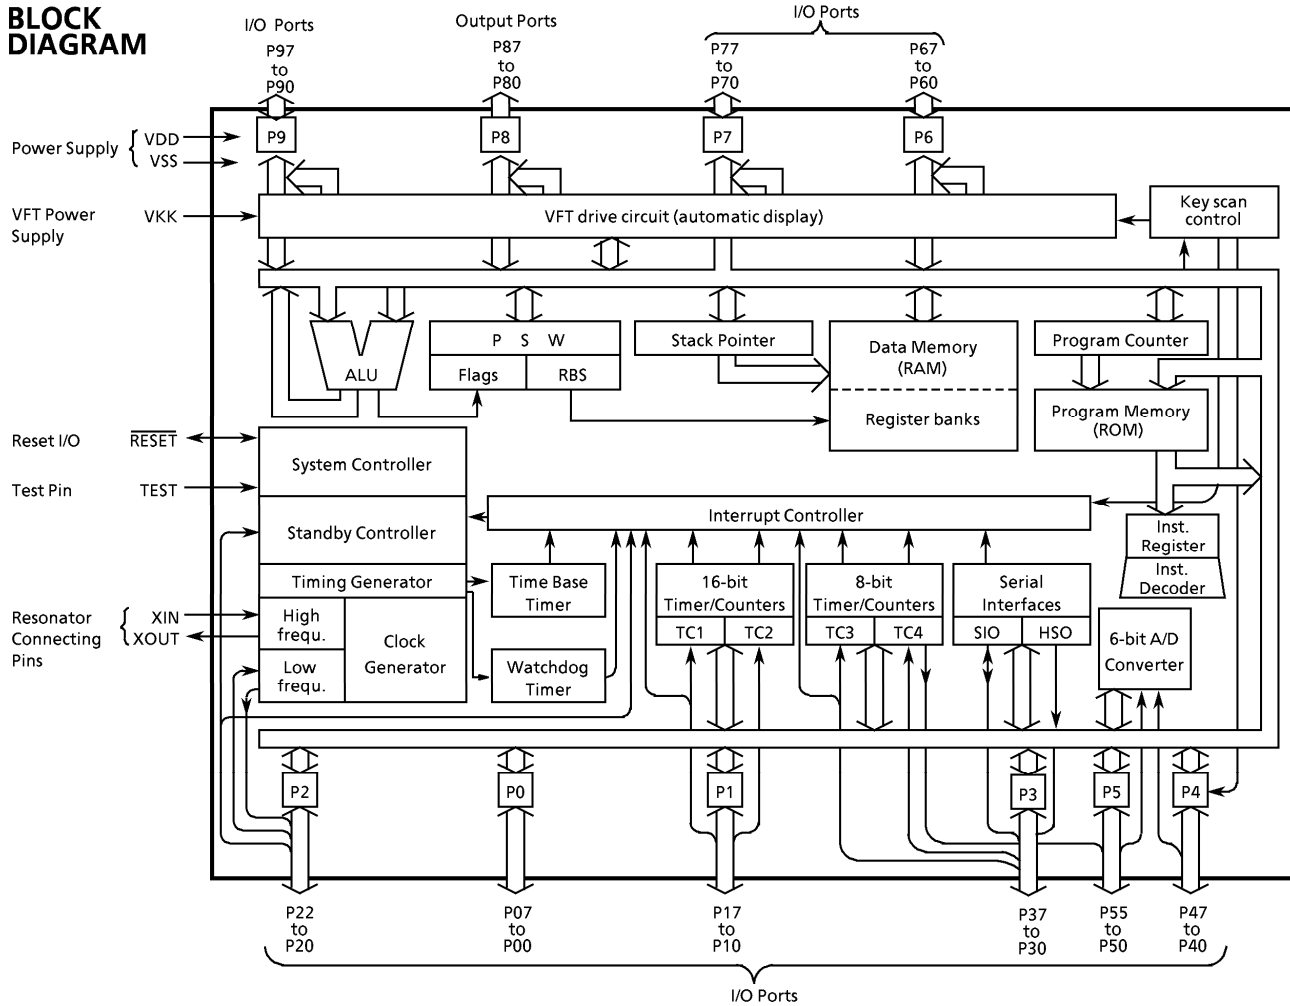 BLOCK
DIAGRAM
I/O Ports
Output Ports
I/O Ports
P97
to
P90
P87
to
P80
P77
to
P70
P67
to
P60
P9
P8
P7
P6
Power Supply
VDD
VSS
VFT Power
Supply
VKK
VFT drive circuit (automatic display)
Key scan
control
P S W
Flags
RBS
ALU
Stack Pointer
Data Memory
(RAM)
Register banks
Program Counter
Program Memory
(ROM)
Reset I/O
RESET
Test Pin
TEST
System Controller
Standby Controller
Timing Generator
High
frequ.
Low
frequ.
Clock
Generator
Resonator
Connecting
Pins
XIN
XOUT
Interrupt Controller
Time Base
Timer
Watchdog
Timer
16-bit
Timer/Counters
TC1
TC2
8-bit
Timer/Counters
TC3
TC4
Serial
Interfaces
SIO
HSO
Inst.
Register
Inst.
Decoder
6-bit A/D
Converter
P2
P0
P1
P3
P5
P4
P22
to
P20
P07
to
P00
P17
to
P10
P37
to
P30
P55
to
P50
P47
to
P40
I/O Ports